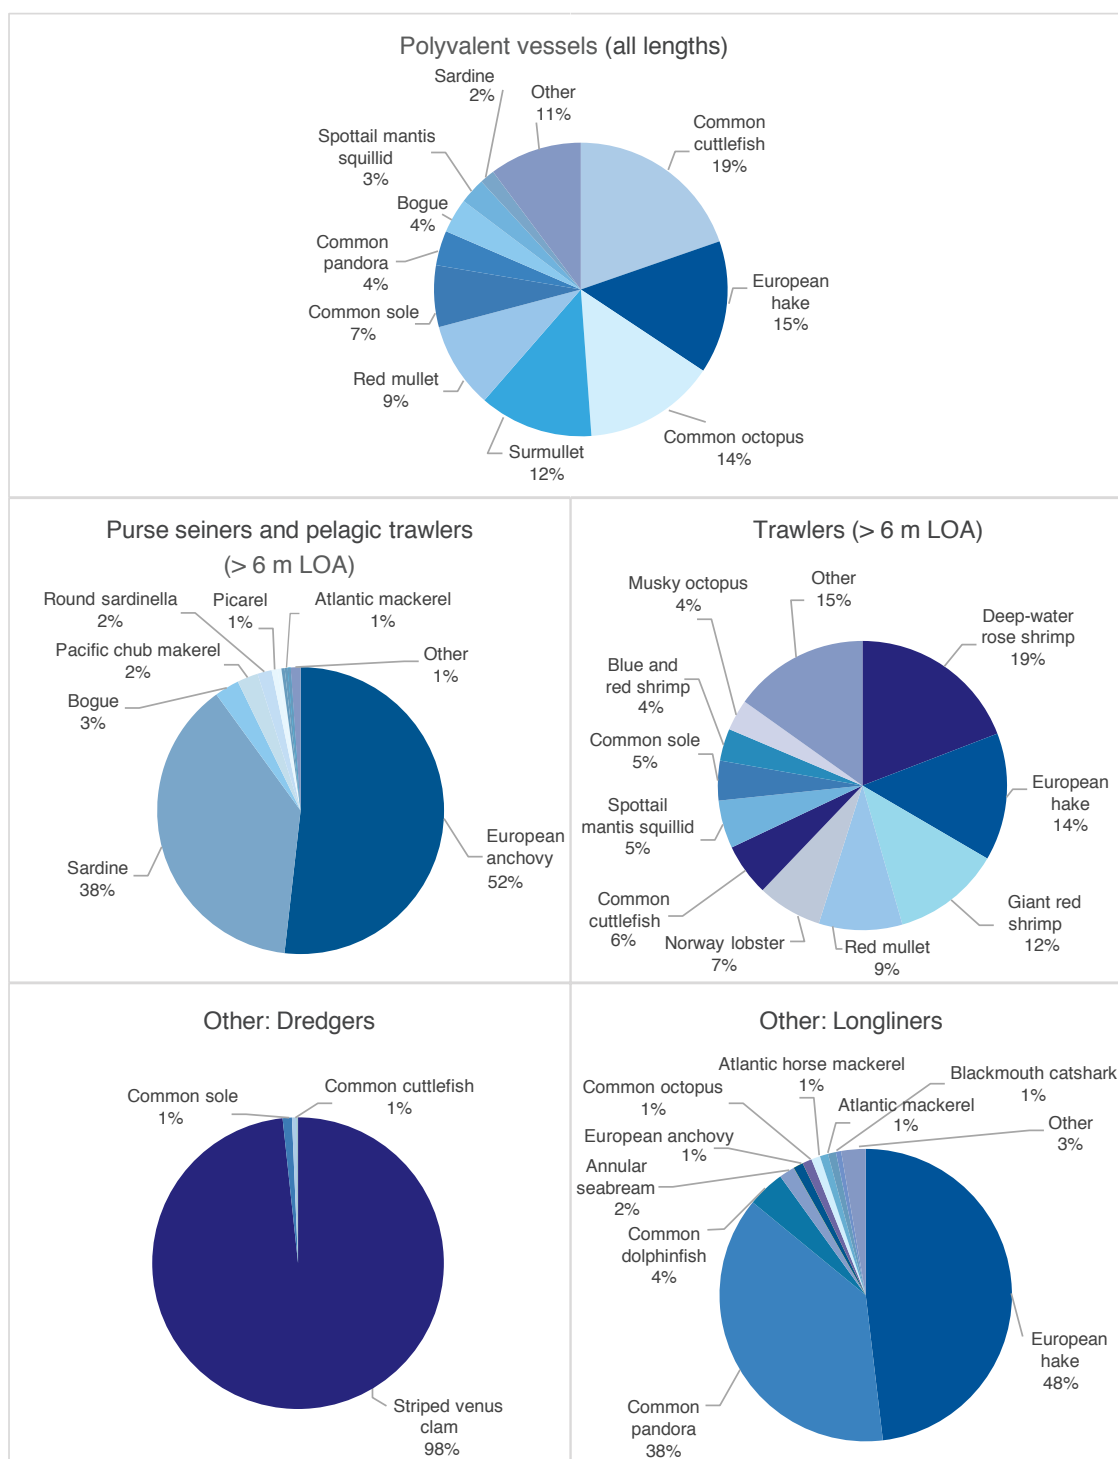 Polyvalent vessels (all lengths)
Sardine
2%
Other
11%
Common
cuttlefish
19%
Spottail mantis
squillid
3%
Bogue
4%
Common
pandora
4%
European
hake
15%
Common sole
7%
Red mullet
9%
Surmullet
12%
Common octopus
14%
Purse seiners and pelagic trawlers
(> 6 m LOA)
Round sardinella
2%
Picarel
1%
Atlantic mackerel
1%
Pacific chub makerel
2%
Other
1%
Bogue
3%
European
anchovy
52%
Sardine
38%
Trawlers (> 6 m LOA)
Musky octopus
4%
Other
15%
Deep-water
rose shrimp
19%
Blue and
red shrimp
4%
Common sole
5%
European
hake
14%
Spottail
mantis squillid
5%
Common
cuttlefish
6%
Giant red
shrimp
12%
Norway lobster
7%
Red mullet
9%
Other: Dredgers
Common sole
1%
Common cuttlefish
1%
Striped venus
clam
98%
Other: Longliners
Atlantic horse mackerel
1%
Blackmouth catshark
1%
Common octopus
1%
Atlantic mackerel
1%
Other
3%
European anchovy
1%
Annular
seabream
2%
Common
dolphinfish
4%
European
hake
48%
Common
pandora
38%